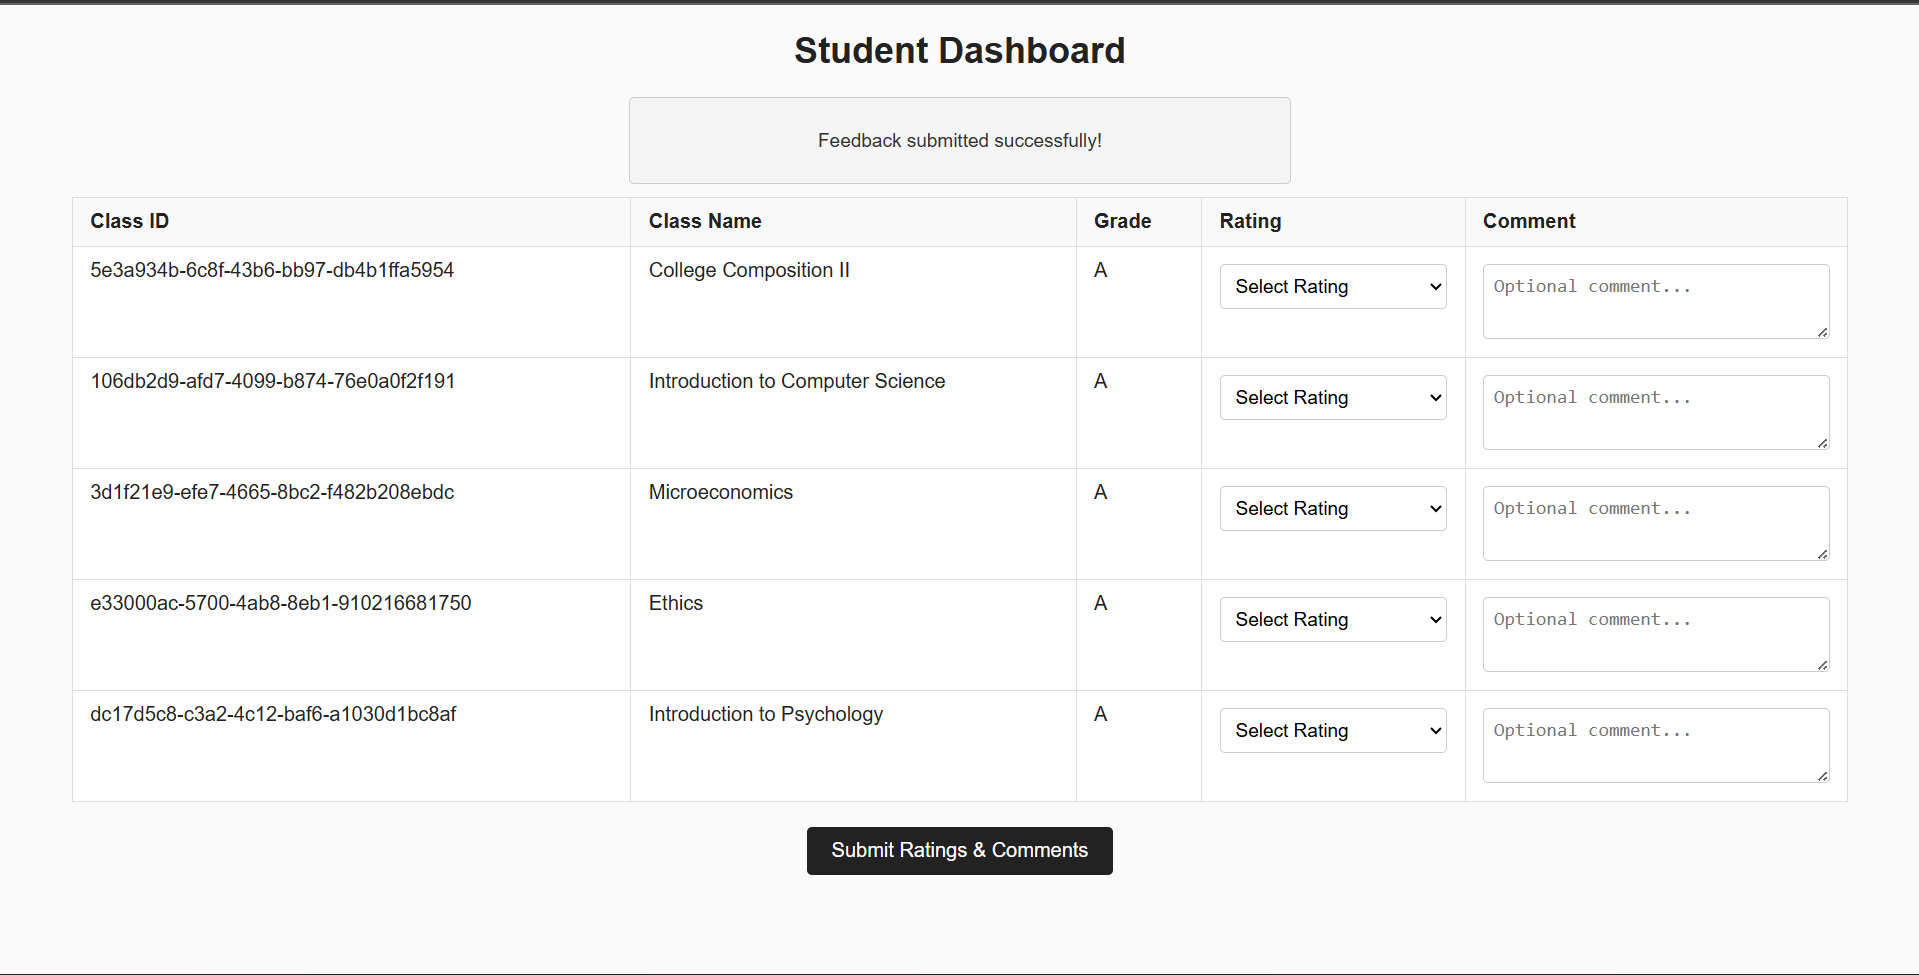 Student Dashboard
Feedback submitted successfully!
Class ID Class Name Grade Rating Comment
5e3a934b-6c8f-43b6-bb97-db4b1ffa5954 College Composition II A Select Rating Optional comment...
106db2d9-afd7-4099-b874-76e0a0f2f191 Introduction to Computer Science A Select Rating Optional comment...
3d1f21e9-efe7-4665-8bc2-f482b208ebdc Microeconomics A Select Rating Optional comment...
e33000ac-5700-4ab8-8eb1-910216681750 Ethics A Select Rating Optional comment...
dc17d5c8-c3a2-4c12-baf6-a1030d1bc8af Introduction to Psychology A Select Rating Optional comment...
Submit Ratings & Comments